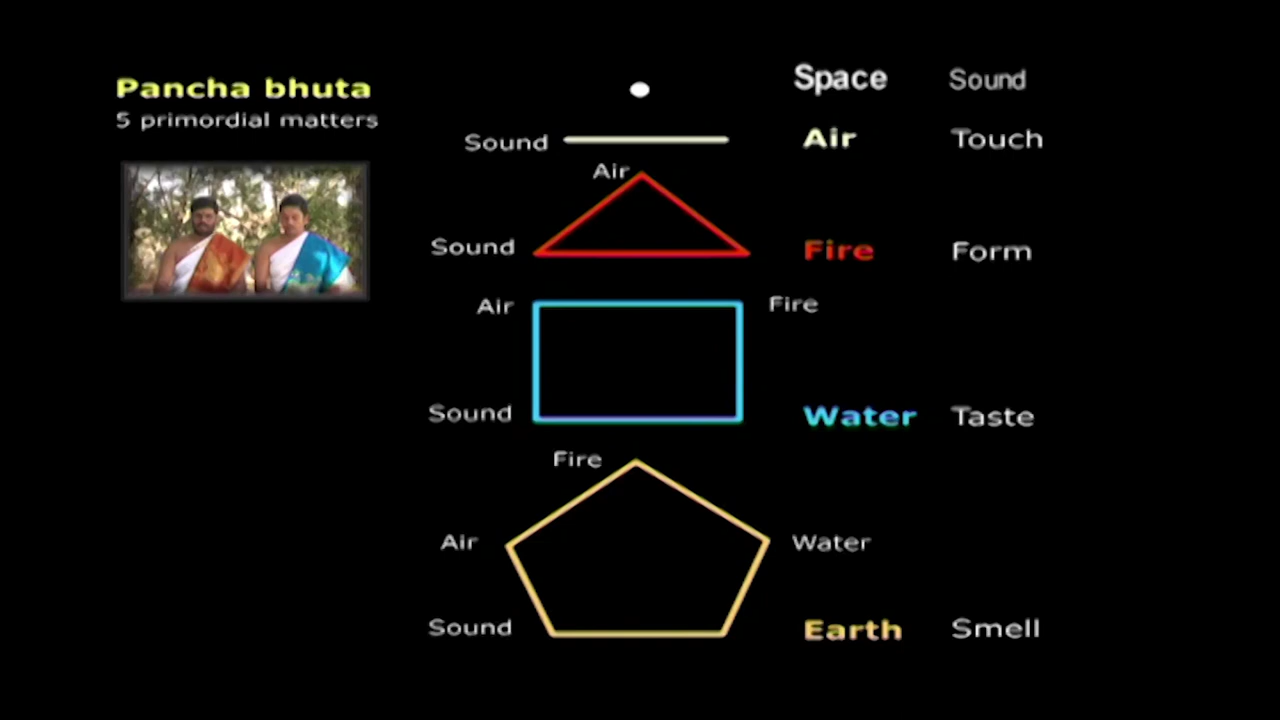 Pancha bhuta
5 primordial matters
Space Sound
Sound Air Touch
Air
Sound Fire Form
Air Fire
Sound Water Taste
Fire
Air Water
Sound Earth Smell